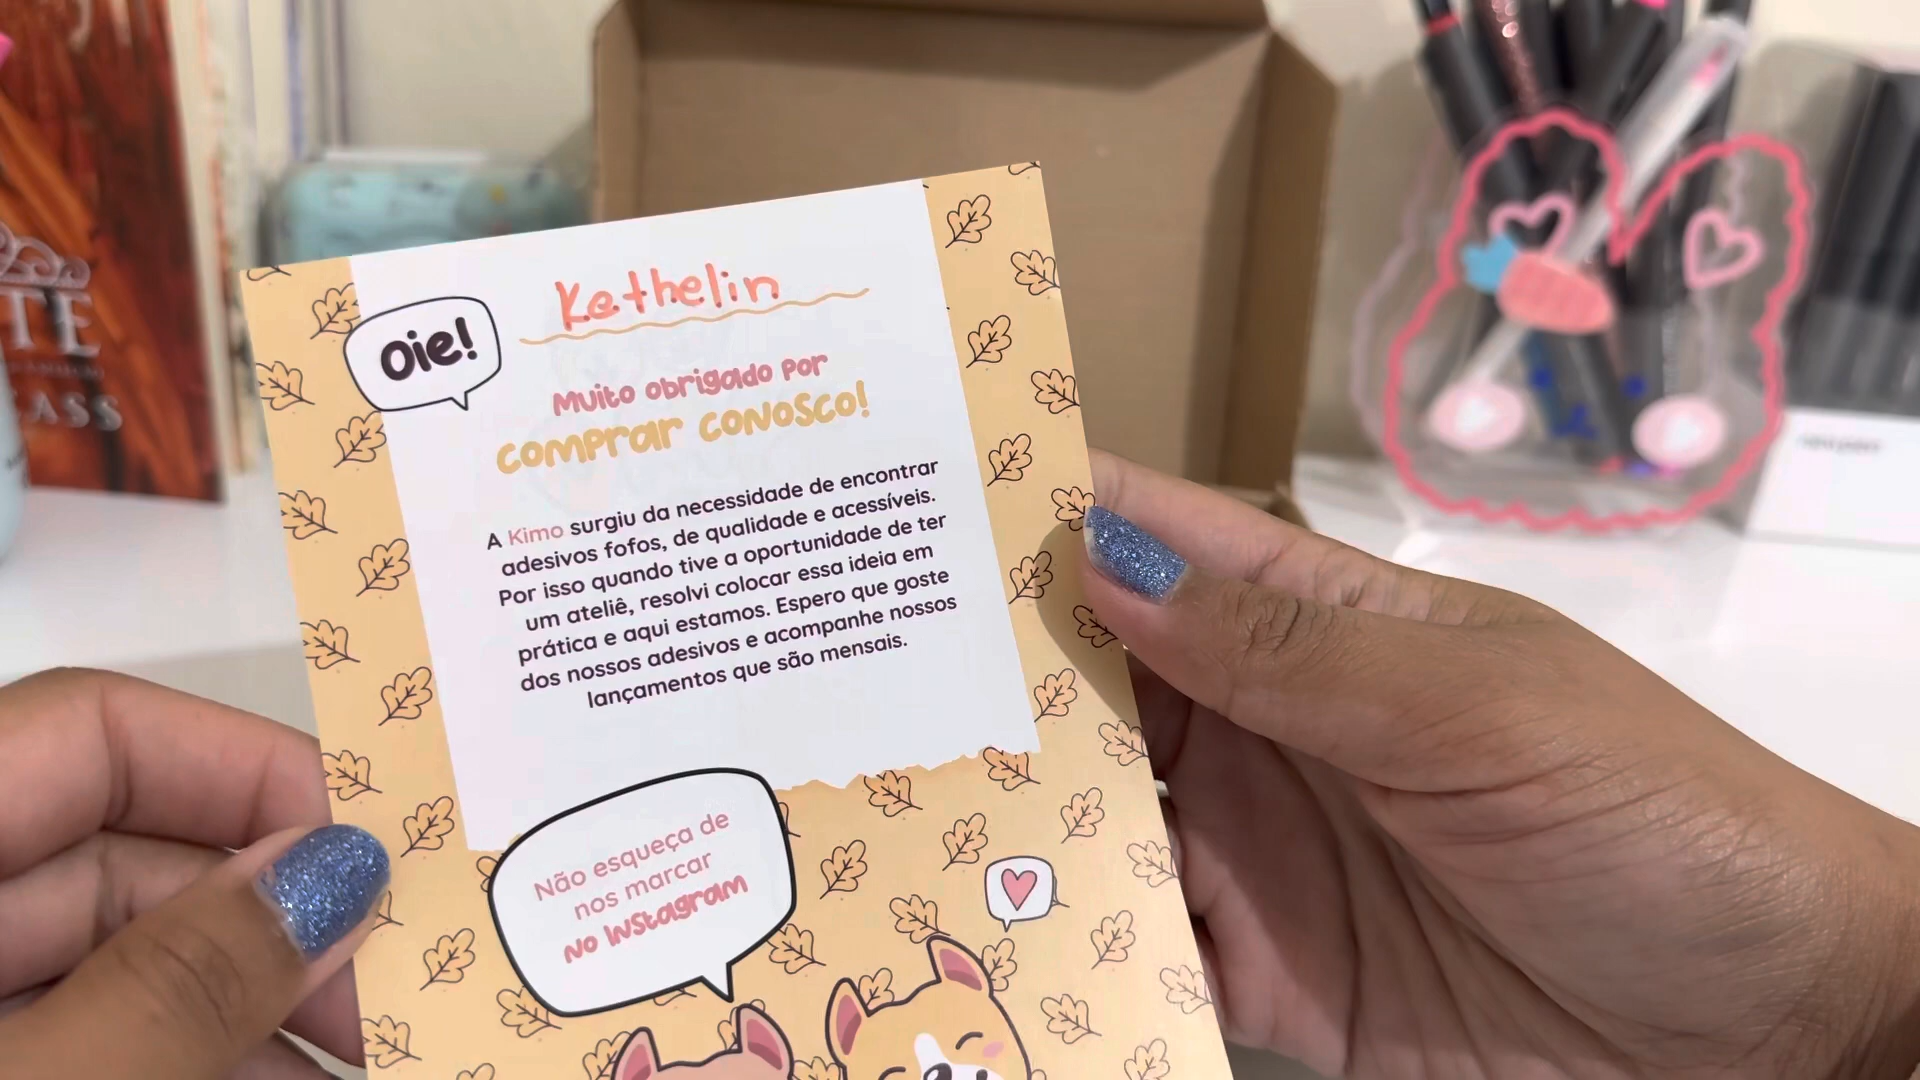 Oie!
Kathelin
Muito obrigado por
comprar conosco!
A Kimo surgiu da necessidade de encontrar
adesivos fofos, de qualidade e acessíveis.
Por isso quando tive a oportunidade de ter
um ateliê, resolvi colocar essa ideia em
prática e aqui estamos. Espero que goste
dos nossos adesivos e acompanhe nossos
lançamentos que são mensais.
Não esqueça de
nos marcar
no Instagram